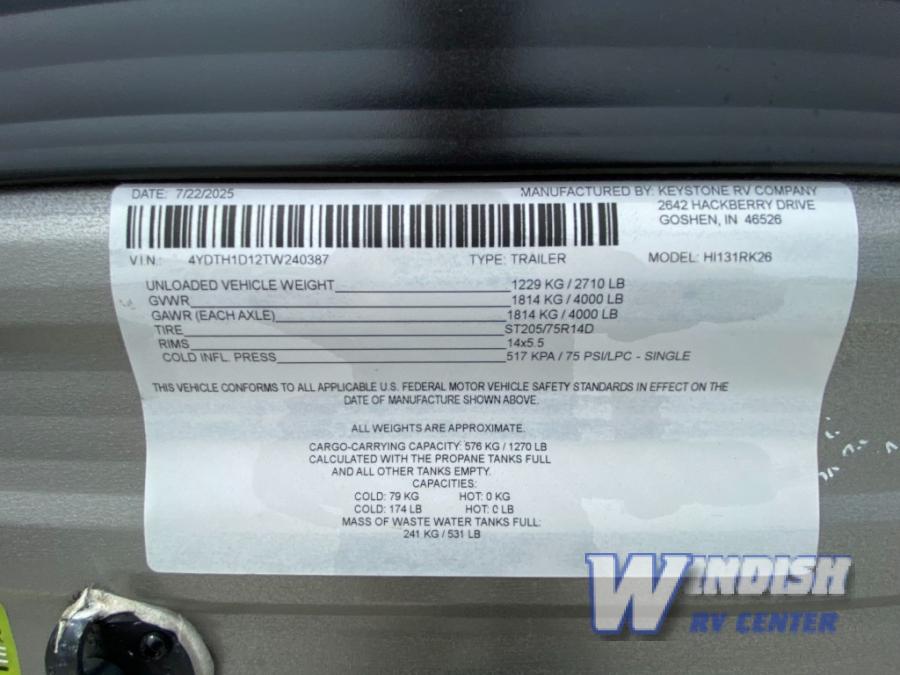 DATE: 7/22/2025 MANUFACTURED BY: KEYSTONE RV COMPANY
2642 HACKBERRY DRIVE
GOSHEN, IN 46526
V.I.N.: 4YDTH1D12TW240387 TYPE: TRAILER MODEL: HI131RK26
UNLOADED VEHICLE WEIGHT 1229 KG / 2710 LB
GVWR 1814 KG / 4000 LB
GAWR (EACH AXLE) 1814 KG / 4000 LB
TIRE ST205/75R14D
RIMS 14x5.5
COLD INFL. PRESS 517 KPA / 75 PSI/LPC - SINGLE
THIS VEHICLE CONFORMS TO ALL APPLICABLE U.S. FEDERAL MOTOR VEHICLE SAFETY STANDARDS IN EFFECT ON THE
DATE OF MANUFACTURE SHOWN ABOVE.
ALL WEIGHTS ARE APPROXIMATE.
CARGO-CARRYING CAPACITY: 576 KG / 1270 LB
CALCULATED WITH THE PROPANE TANKS FULL
AND ALL OTHER TANKS EMPTY.
CAPACITIES:
COLD: 79 KG HOT: 0 KG
COLD: 174 LB HOT: 0 LB
MASS OF WASTE WATER TANKS FULL:
241 KG / 531 LB
WINDISH
RV CENTER